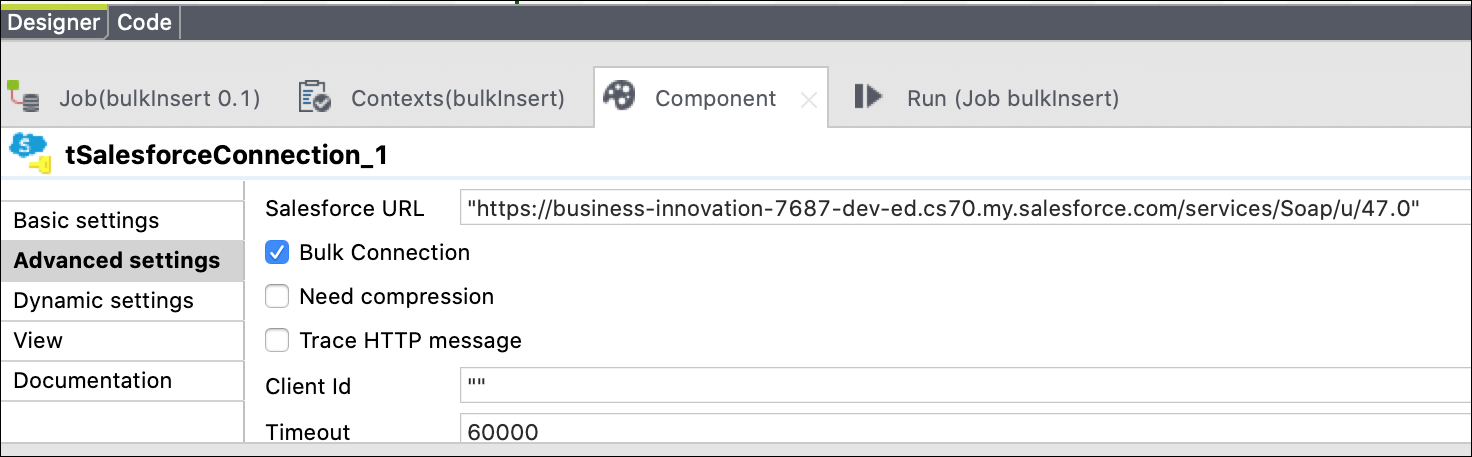 Designer Code
Job(bulkInsert 0.1) Contexts(bulkInsert) Component Run (Job bulkInsert)
tSalesforceConnection_1
Basic settings
Advanced settings
Dynamic settings
View
Documentation
Salesforce URL "https://business-innovation-7687-dev-ed.cs70.my.salesforce.com/services/Soap/u/47.0"
Bulk Connection
Need compression
Trace HTTP message
Client Id ""
Timeout 60000